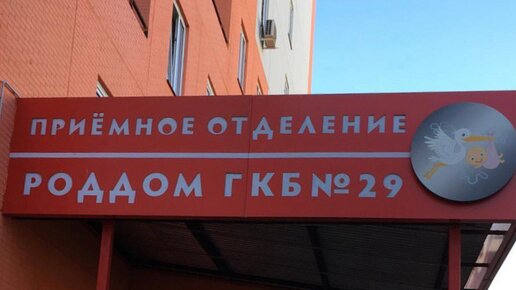 ПРИЁМНОЕ ОТДЕЛЕНИЕ
РОДДОМ ГКБ №29